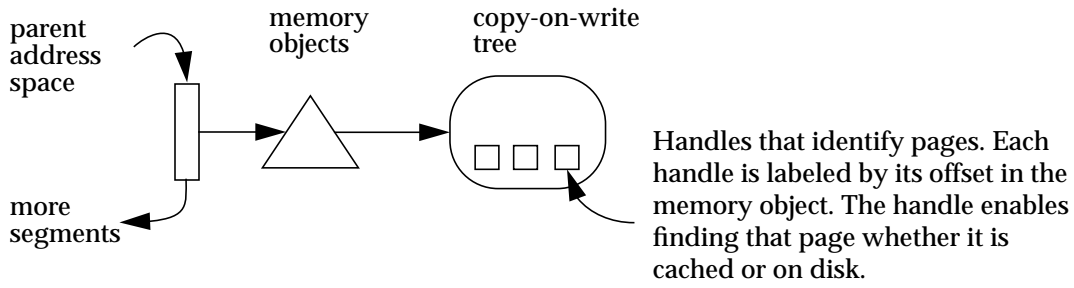 parent
address
space
memory
objects
copy-on-write
tree
Handles that identify pages. Each
handle is labeled by its offset in the
memory object. The handle enables
finding that page whether it is
cached or on disk.
more
segments